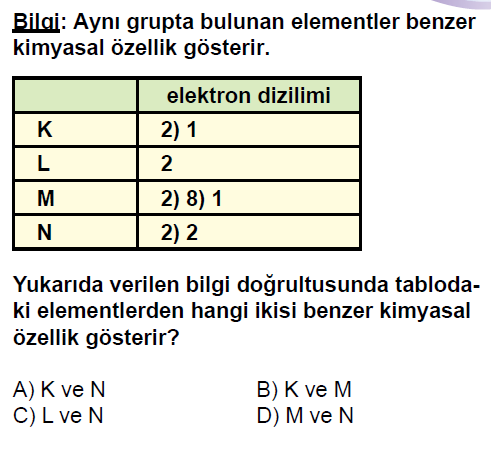 Bilgi: Aynı grupta bulunan elementler benzer
kimyasal özellik gösterir.
elektron dizilimi
K 2) 1
L 2
M 2) 8) 1
N 2) 2
Yukarıda verilen bilgi doğrultusunda tabloda-
ki elementlerden hangi ikisi benzer kimyasal
özellik gösterir?
A) K ve N B) K ve M
C) L ve N D) M ve N